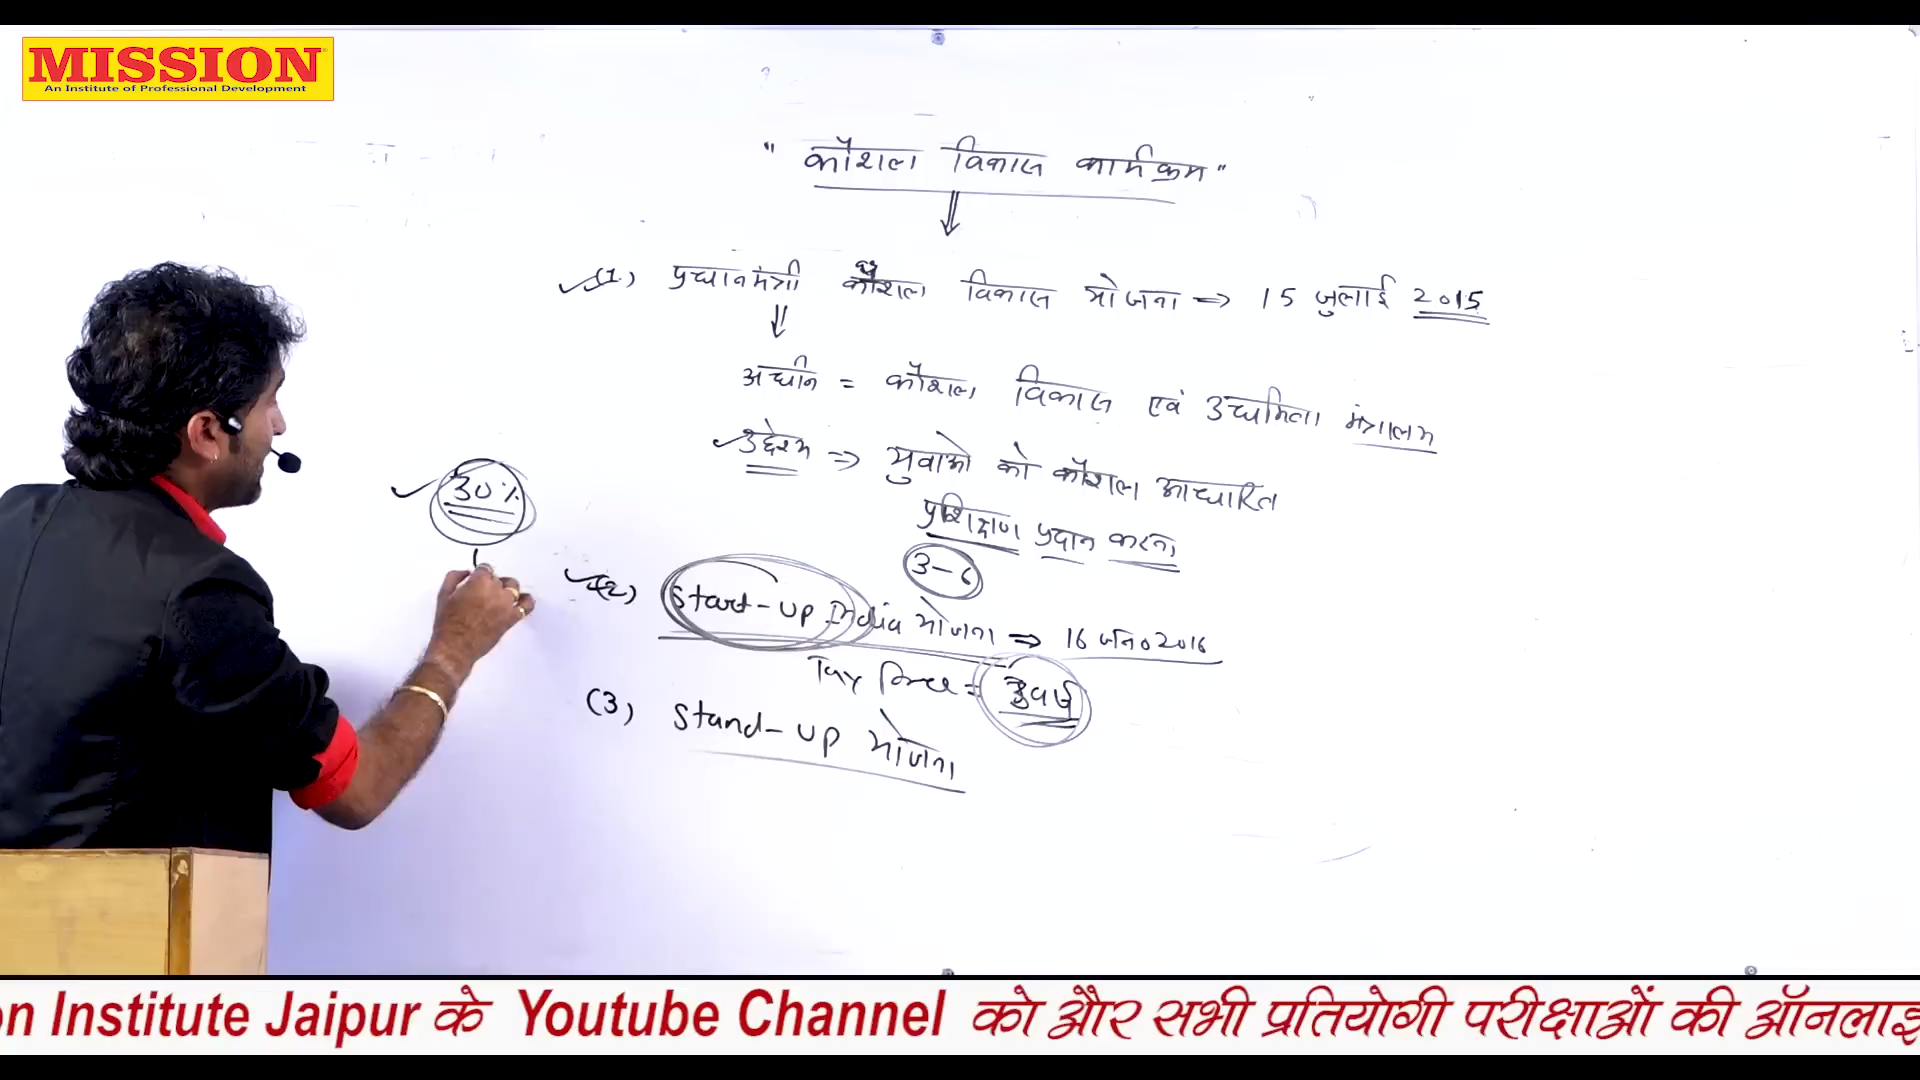 MISSION
An Institute of Professional Development
" कौशल विकास कार्यक्रम "
(1.) प्रधानमंत्री कौशल विकास योजना ⇒ 15 जुलाई 2015
अधीन = कौशल विकास एवं उद्यमिता मंत्रालय
उद्देश्य ⇒ युवाओ को कौशल आधारित
प्रशिक्षण प्रदान करना
30%
3-6
(2) Start-up India योजना ⇒ 16 जन० 2016
Tax free = 3 वर्ष
(3) Stand-up योजना
on Institute Jaipur के Youtube Channel को और सभी प्रतियोगी परीक्षाओं की ऑनलाइ